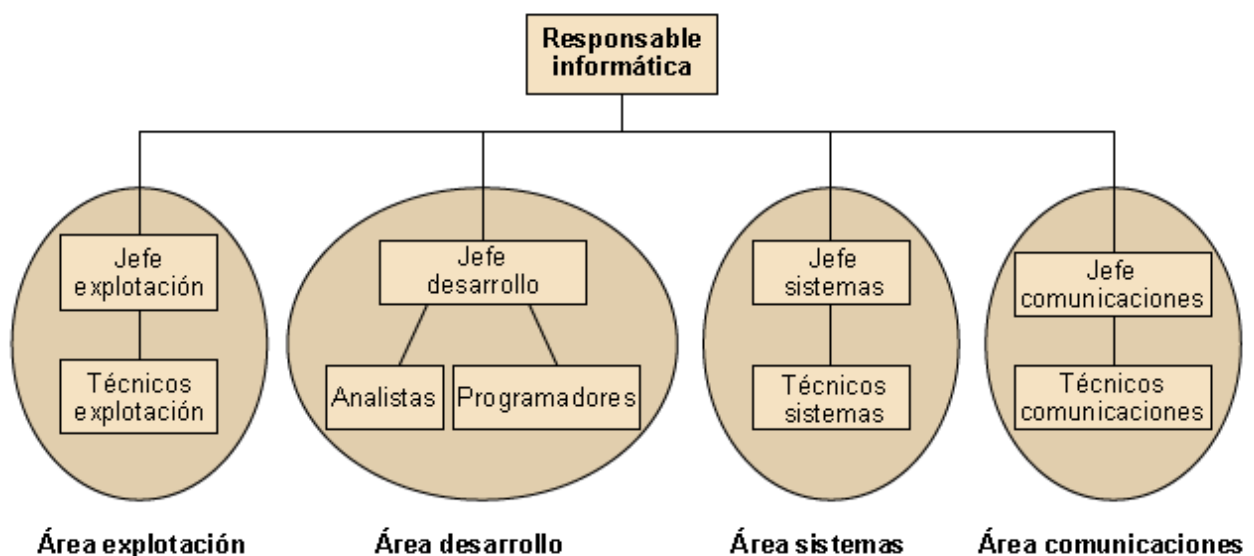 Responsable
informática
Jefe
explotación
Técnicos
explotación
Jefe
desarrollo
Analistas
Programadores
Jefe
sistemas
Técnicos
sistemas
Jefe
comunicaciones
Técnicos
comunicaciones
Área explotación
Área desarrollo
Área sistemas
Área comunicaciones